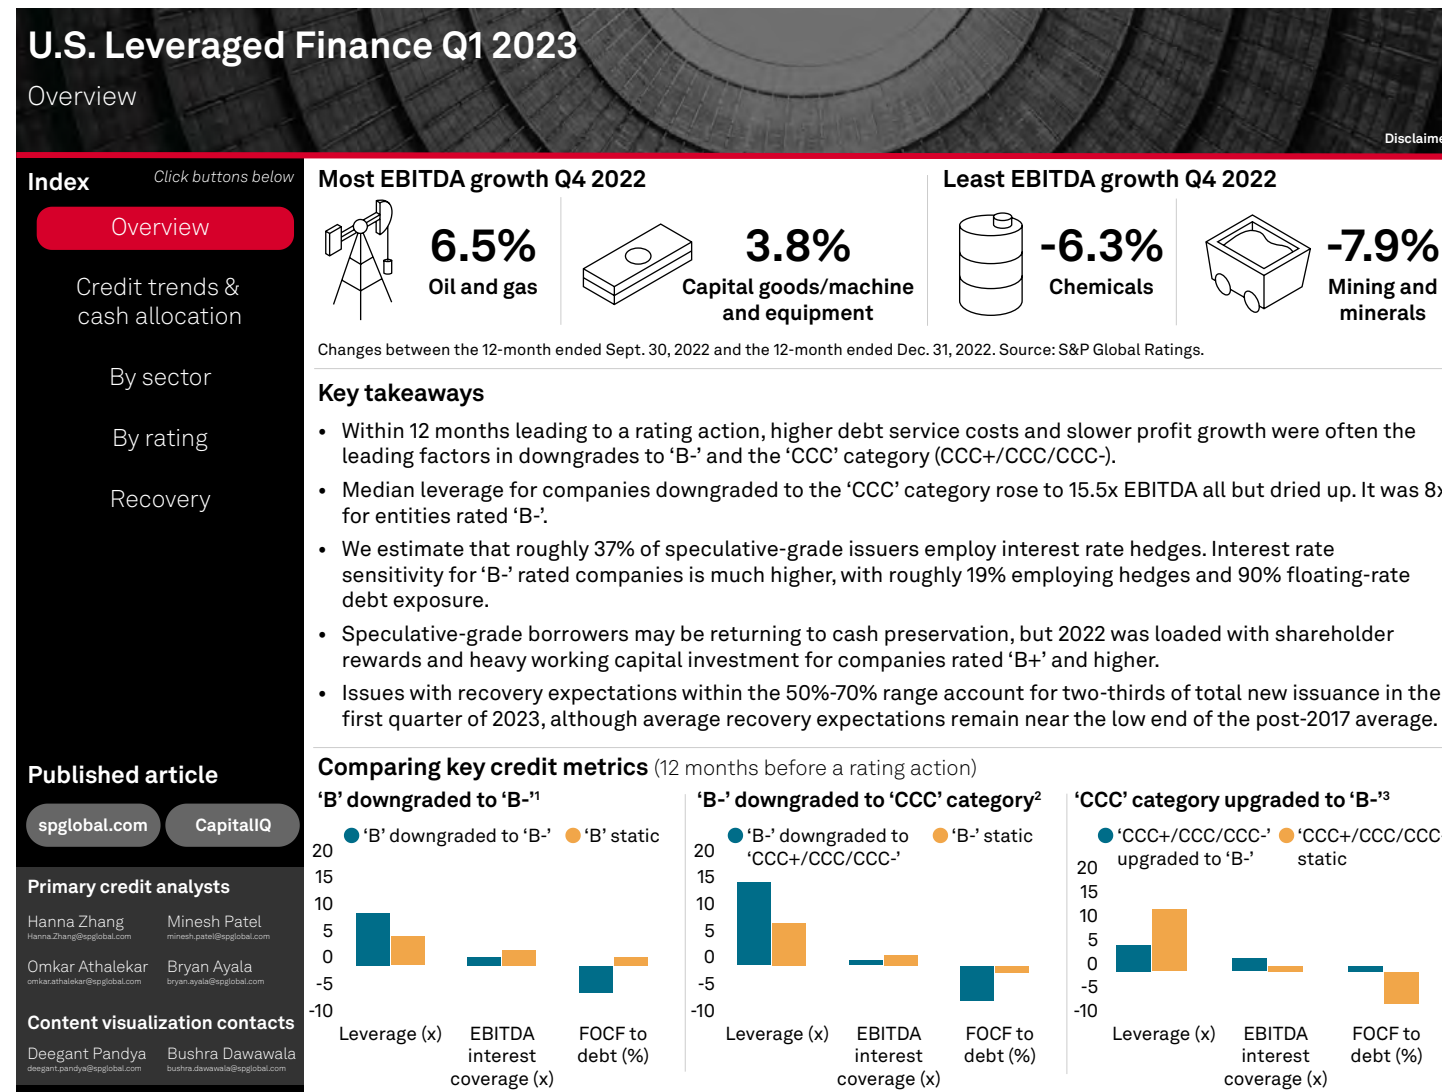 U.S. Leveraged Finance Q1 2023
Overview
Disclaime
Index
Click buttons below
Overview
Credit trends &
cash allocation
By sector
By rating
Recovery
Published article
spglobal.com
CapitalIQ
Primary credit analysts
Hanna Zhang
Hanna.Zhang@spglobal.com
Minesh Patel
minesh.patel@spglobal.com
Omkar Athalekar
omkar.athalekar@spglobal.com
Bryan Ayala
bryan.ayala@spglobal.com
Content visualization contacts
Deegant Pandya
deegant.pandya@spglobal.com
Bushra Dawawala
bushra.dawawala@spglobal.com
Most EBITDA growth Q4 2022
6.5%
Oil and gas
3.8%
Capital goods/machine
and equipment
Least EBITDA growth Q4 2022
-6.3%
Chemicals
-7.9%
Mining and
minerals
Changes between the 12-month ended Sept. 30, 2022 and the 12-month ended Dec. 31, 2022. Source: S&P Global Ratings.
Key takeaways
• Within 12 months leading to a rating action, higher debt service costs and slower profit growth were often the
leading factors in downgrades to ‘B-’ and the ‘CCC’ category (CCC+/CCC/CCC-).
• Median leverage for companies downgraded to the ‘CCC’ category rose to 15.5x EBITDA all but dried up. It was 8x
for entities rated ‘B-’.
• We estimate that roughly 37% of speculative-grade issuers employ interest rate hedges. Interest rate
sensitivity for ‘B-’ rated companies is much higher, with roughly 19% employing hedges and 90% floating-rate
debt exposure.
• Speculative-grade borrowers may be returning to cash preservation, but 2022 was loaded with shareholder
rewards and heavy working capital investment for companies rated ‘B+’ and higher.
• Issues with recovery expectations within the 50%-70% range account for two-thirds of total new issuance in the
first quarter of 2023, although average recovery expectations remain near the low end of the post-2017 average.
Comparing key credit metrics (12 months before a rating action)
‘B’ downgraded to ‘B-’¹
‘B’ downgraded to ‘B-’
‘B’ static
20
15
10
5
0
-5
-10
Leverage (x)
EBITDA
interest
coverage (x)
FOCF to
debt (%)
‘B-’ downgraded to ‘CCC’ category²
‘B-’ downgraded to
‘CCC+/CCC/CCC-’
‘B-’ static
20
15
10
5
0
-5
-10
Leverage (x)
EBITDA
interest
coverage (x)
FOCF to
debt (%)
‘CCC’ category upgraded to ‘B-’³
‘CCC+/CCC/CCC-’
upgraded to ‘B-’
‘CCC+/CCC/CCC
static
20
15
10
5
0
-5
-10
Leverage (x)
EBITDA
interest
coverage (x)
FOCF to
debt (%)